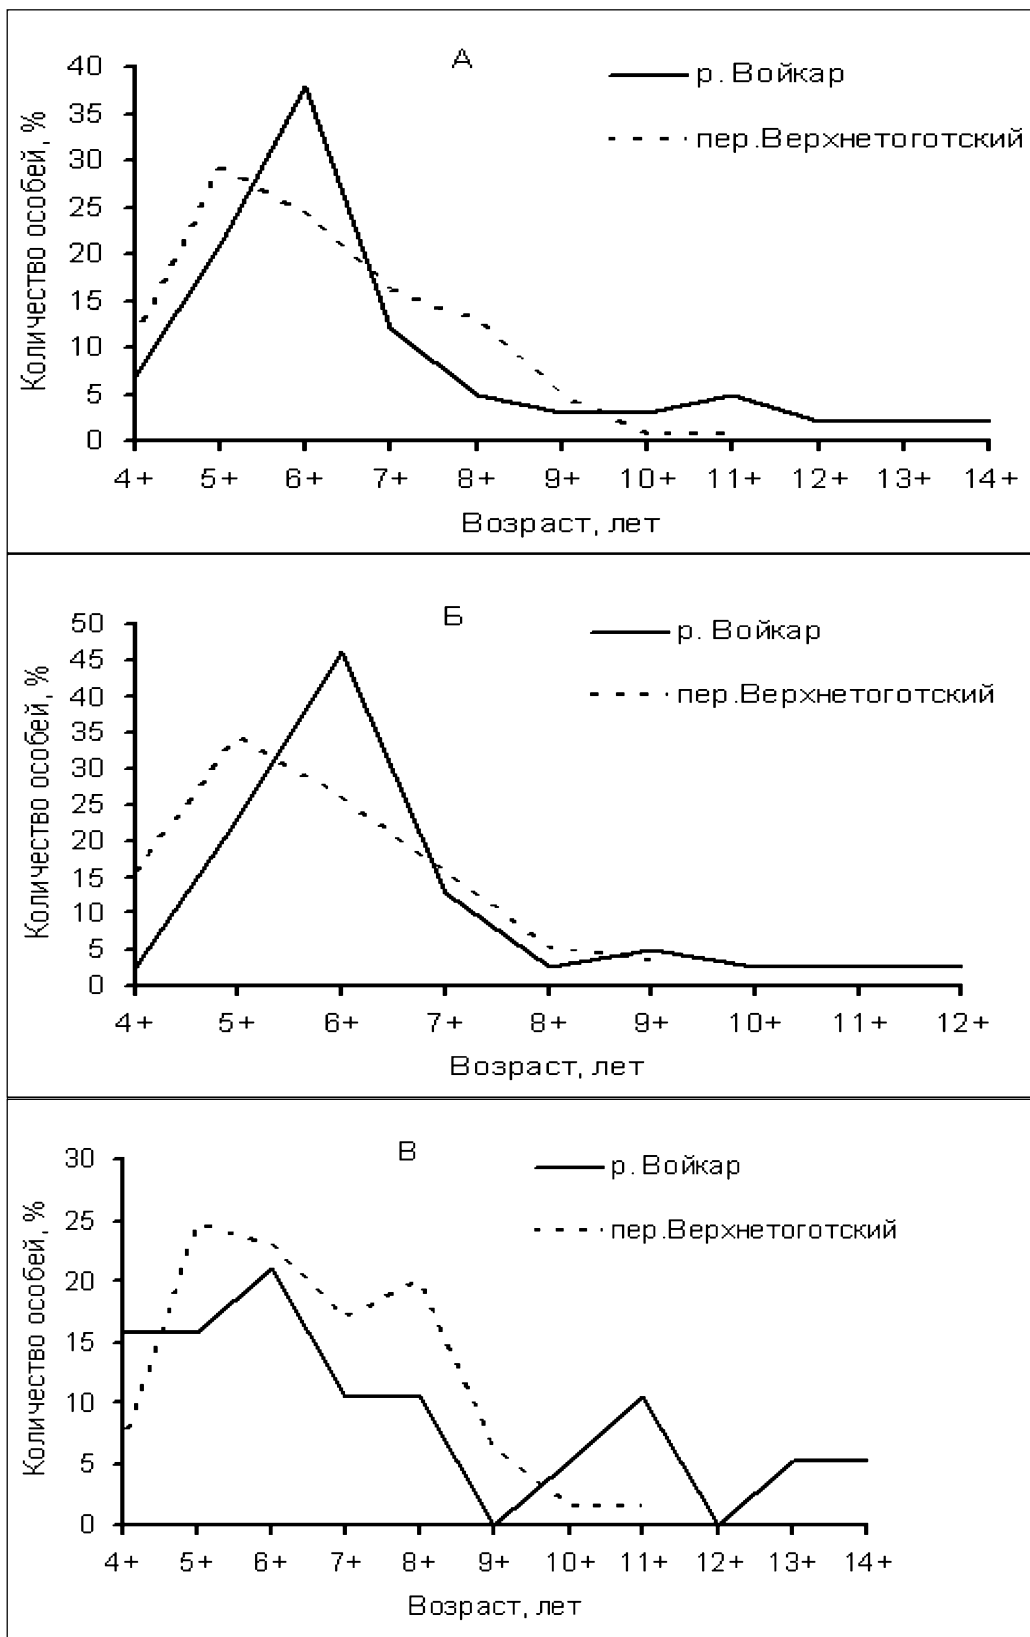 А
р. Войкар
пер.Верхнетоготский
Количество особей, %
40
35
30
25
20
15
10
5
0
4+ 5+ 6+ 7+ 8+ 9+ 10+ 11+ 12+ 13+ 14+
Возраст, лет
Б
р. Войкар
пер.Верхнетоготский
Количество особей, %
50
45
40
35
30
25
20
15
10
5
0
4+ 5+ 6+ 7+ 8+ 9+ 10+ 11+ 12+
Возраст, лет
В
р. Войкар
пер.Верхнетоготский
Количество особей, %
30
25
20
15
10
5
0
4+ 5+ 6+ 7+ 8+ 9+ 10+ 11+ 12+ 13+ 14+
Возраст, лет